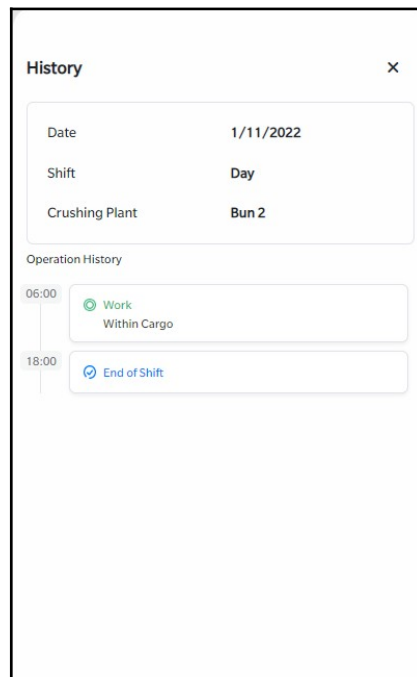 History
Date 1/11/2022
Shift Day
Crushing Plant Bun 2
Operation History
06:00
Work
Within Cargo
18:00
End of Shift